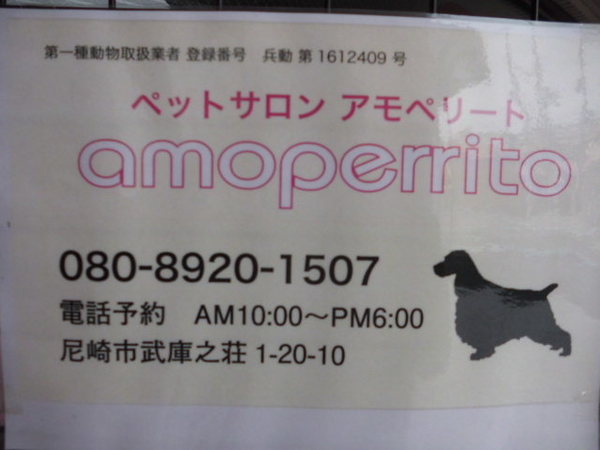 第一種動物取扱業者 登録番号 兵動 第1612409 号
ペットサロン アモペリート
amoperrito
080-8920-1507
電話予約 AM10:00～PM6:00
尼崎市武庫之荘 1-20-10